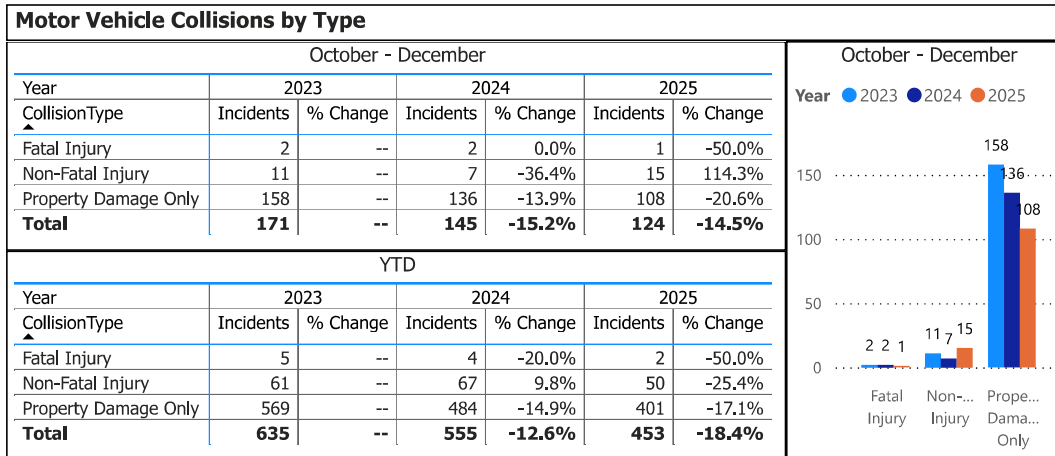 Motor Vehicle Collisions by Type
October - December
Year 2023 2024 2025
CollisionType Incidents % Change Incidents % Change Incidents % Change
Fatal Injury 2 -- 2 0.0% 1 -50.0%
Non-Fatal Injury 11 -- 7 -36.4% 15 114.3%
Property Damage Only 158 -- 136 -13.9% 108 -20.6%
Total 171 -- 145 -15.2% 124 -14.5%
YTD
Year 2023 2024 2025
CollisionType Incidents % Change Incidents % Change Incidents % Change
Fatal Injury 5 -- 4 -20.0% 2 -50.0%
Non-Fatal Injury 61 -- 67 9.8% 50 -25.4%
Property Damage Only 569 -- 484 -14.9% 401 -17.1%
Total 635 -- 555 -12.6% 453 -18.4%
October - December
Year 2023 2024 2025
158
150 136
108
100
50
11 7 15
2 2 1
0
Fatal Non-... Prope...
Injury Injury Dama...
Only